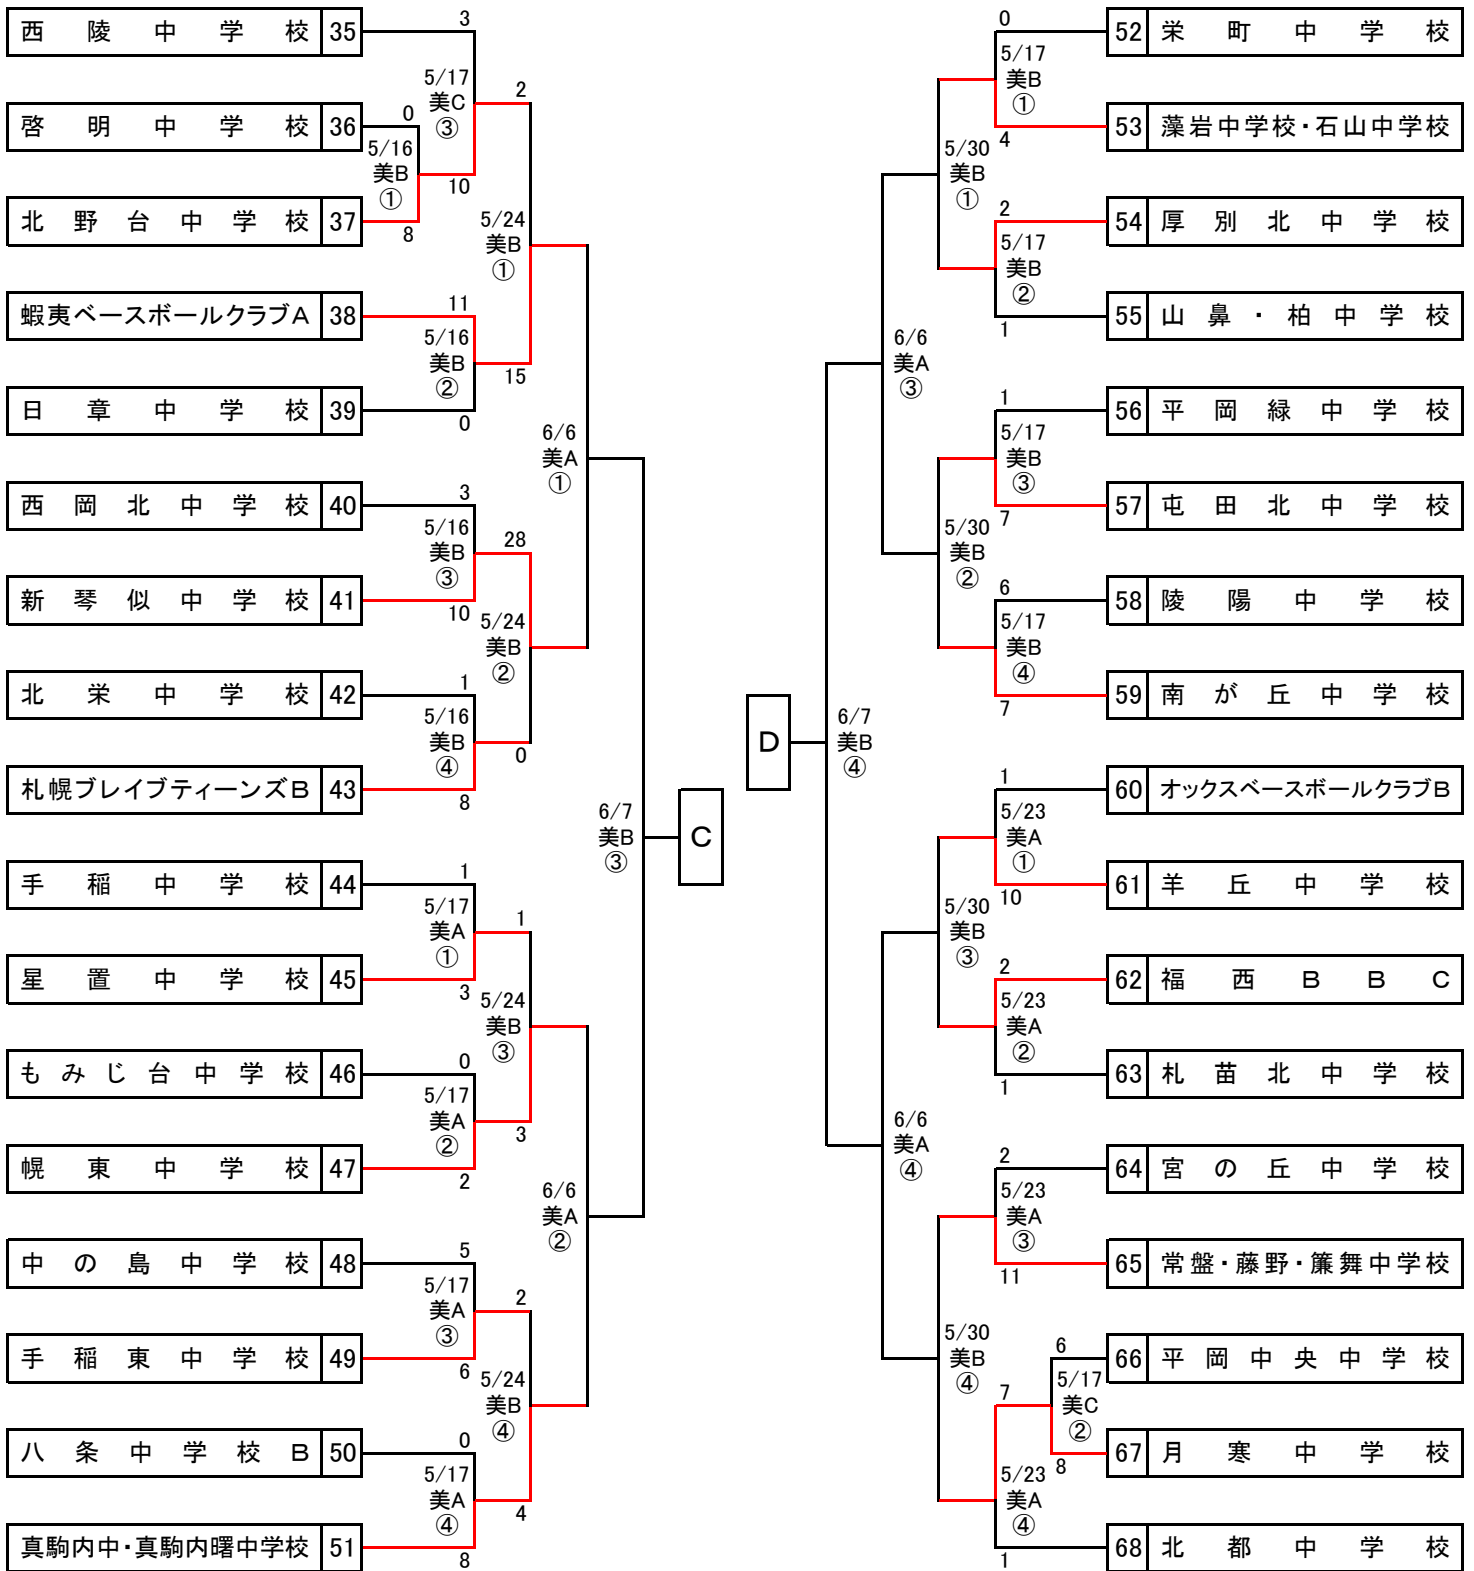 西陵中学校 35
3
5/17
美C
③
2
啓明中学校 36
0
5/16
美B
①
10
北野台中学校 37
8
5/24
美B
①
蝦夷ベースボールクラブA 38
11
5/16
美B
②
15
日章中学校 39
0
6/6
美A
①
西岡北中学校 40
3
5/16
美B
③
28
新琴似中学校 41
10
5/24
美B
②
北栄中学校 42
1
5/16
美B
④
0
札幌ブレイブティーンズB 43
8
6/7
美B
③
C
手稲中学校 44
1
5/17
美A
①
1
星置中学校 45
3
5/24
美B
③
もみじ台中学校 46
0
5/17
美A
②
3
幌東中学校 47
2
6/6
美A
②
中の島中学校 48
5
5/17
美A
③
2
手稲東中学校 49
6
5/24
美B
④
八条中学校B 50
0
5/17
美A
④
4
真駒内中・真駒内曙中学校 51
8
0
52 栄町中学校
5/17
美B
①
4
53 藻岩中学校・石山中学校
5/30
美B
①
2
54 厚別北中学校
5/17
美B
②
1
55 山鼻・柏中学校
6/6
美A
③
1
56 平岡緑中学校
5/17
美B
③
7
57 屯田北中学校
5/30
美B
②
6
58 陵陽中学校
5/17
美B
④
7
59 南が丘中学校
D
6/7
美B
④
1
60 オックスベースボールクラブB
5/23
美A
①
10
61 羊丘中学校
5/30
美B
③
2
62 福西BBC
5/23
美A
②
1
63 札苗北中学校
6/6
美A
④
2
64 宮の丘中学校
5/23
美A
③
11
65 常盤・藤野・簾舞中学校
5/30
美B
④
6
66 平岡中央中学校
5/17
美C
②
7
8
67 月寒中学校
5/23
美A
④
1
68 北都中学校